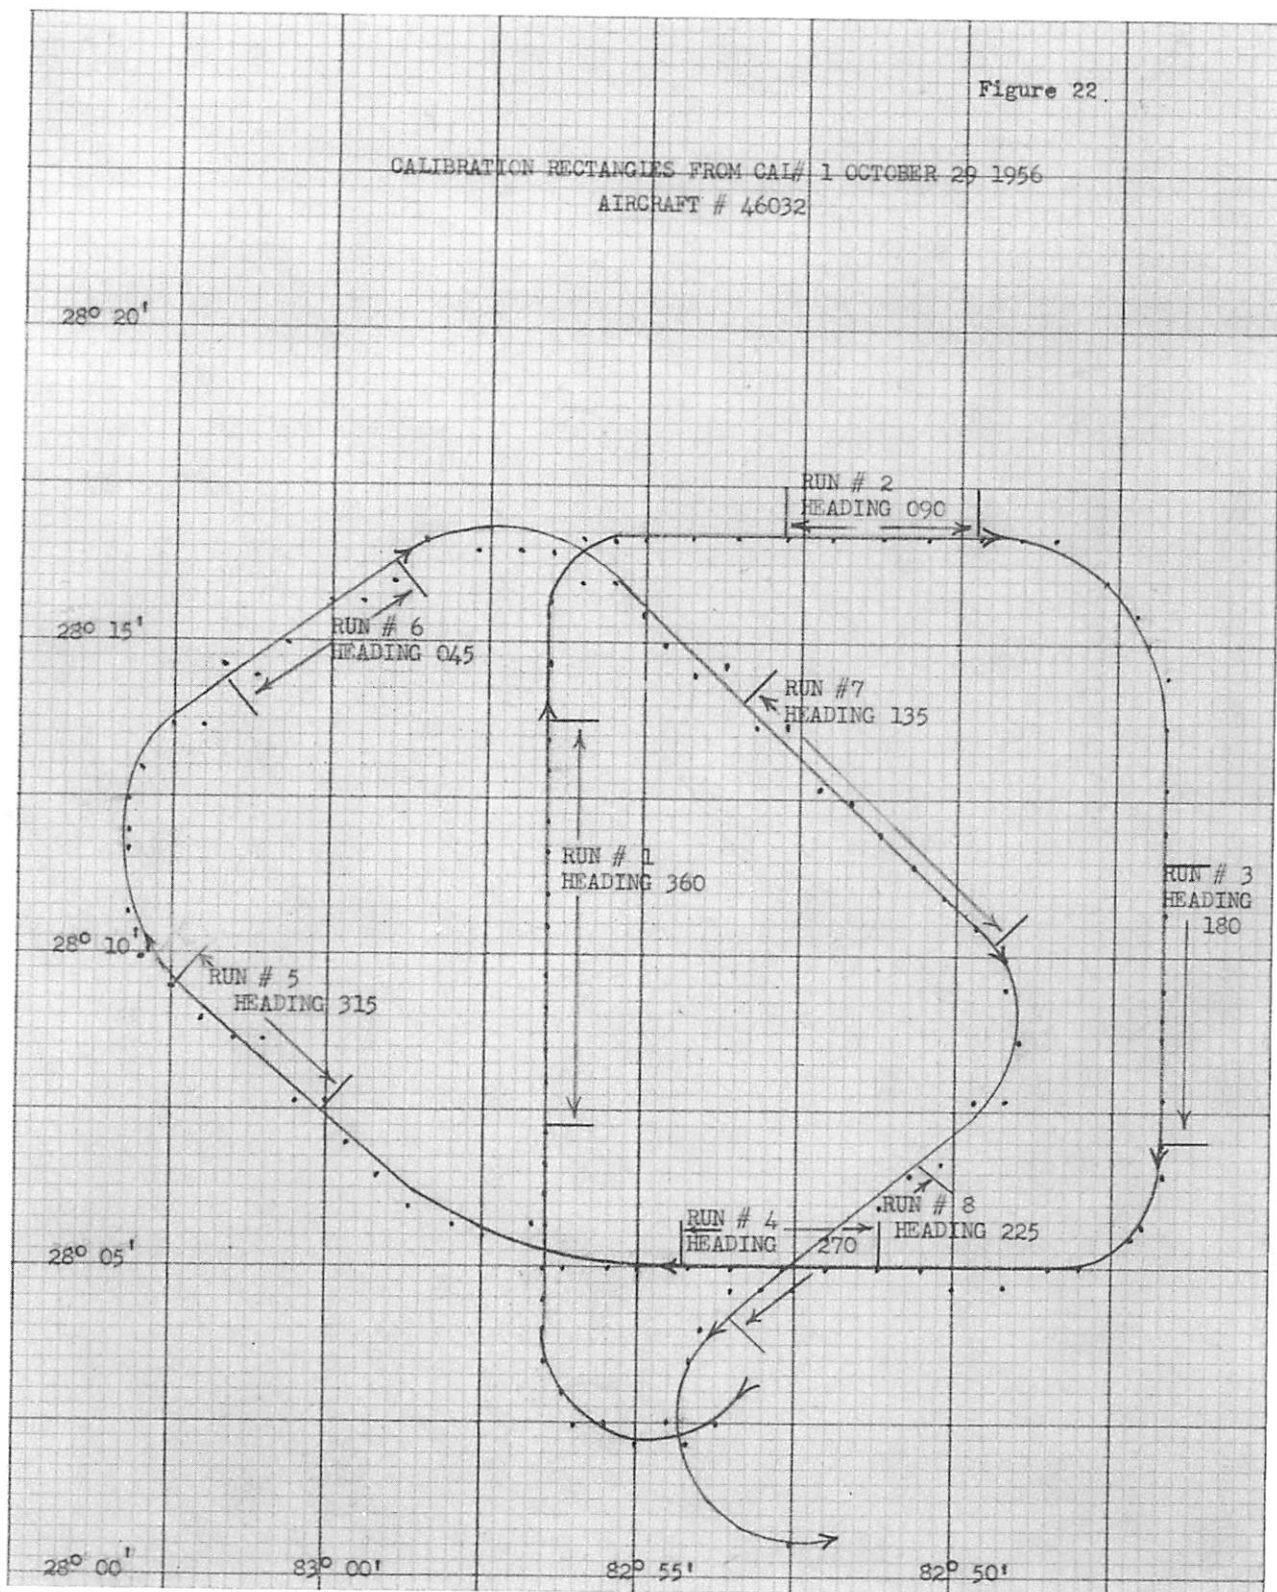 Figure 22.
CALIBRATION RECTANGLES FROM CAL# 1 OCTOBER 29 1956
AIRCRAFT # 46032
28° 20'
RUN # 2
HEADING 090
28° 15'
RUN # 6
HEADING 045
RUN #7
HEADING 135
RUN # 1
HEADING 360
RUN # 3
HEADING
180
28° 10'
RUN # 5
HEADING 315
RUN # 4
HEADING 270
RUN # 8
HEADING 225
28° 05'
28° 00'
83° 00'
82° 55'
82° 50'